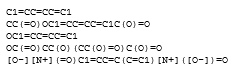 C1=CC=CC=C1
CC(=O)OC1=CC=CC=C1C(O)=O
OC1=CC=CC=C1
OC(=O)CC(O)(CC(O)=O)C(O)=O
[O-][N+](=O)C1=CC=C(C=C1)[N+]([O-])=O